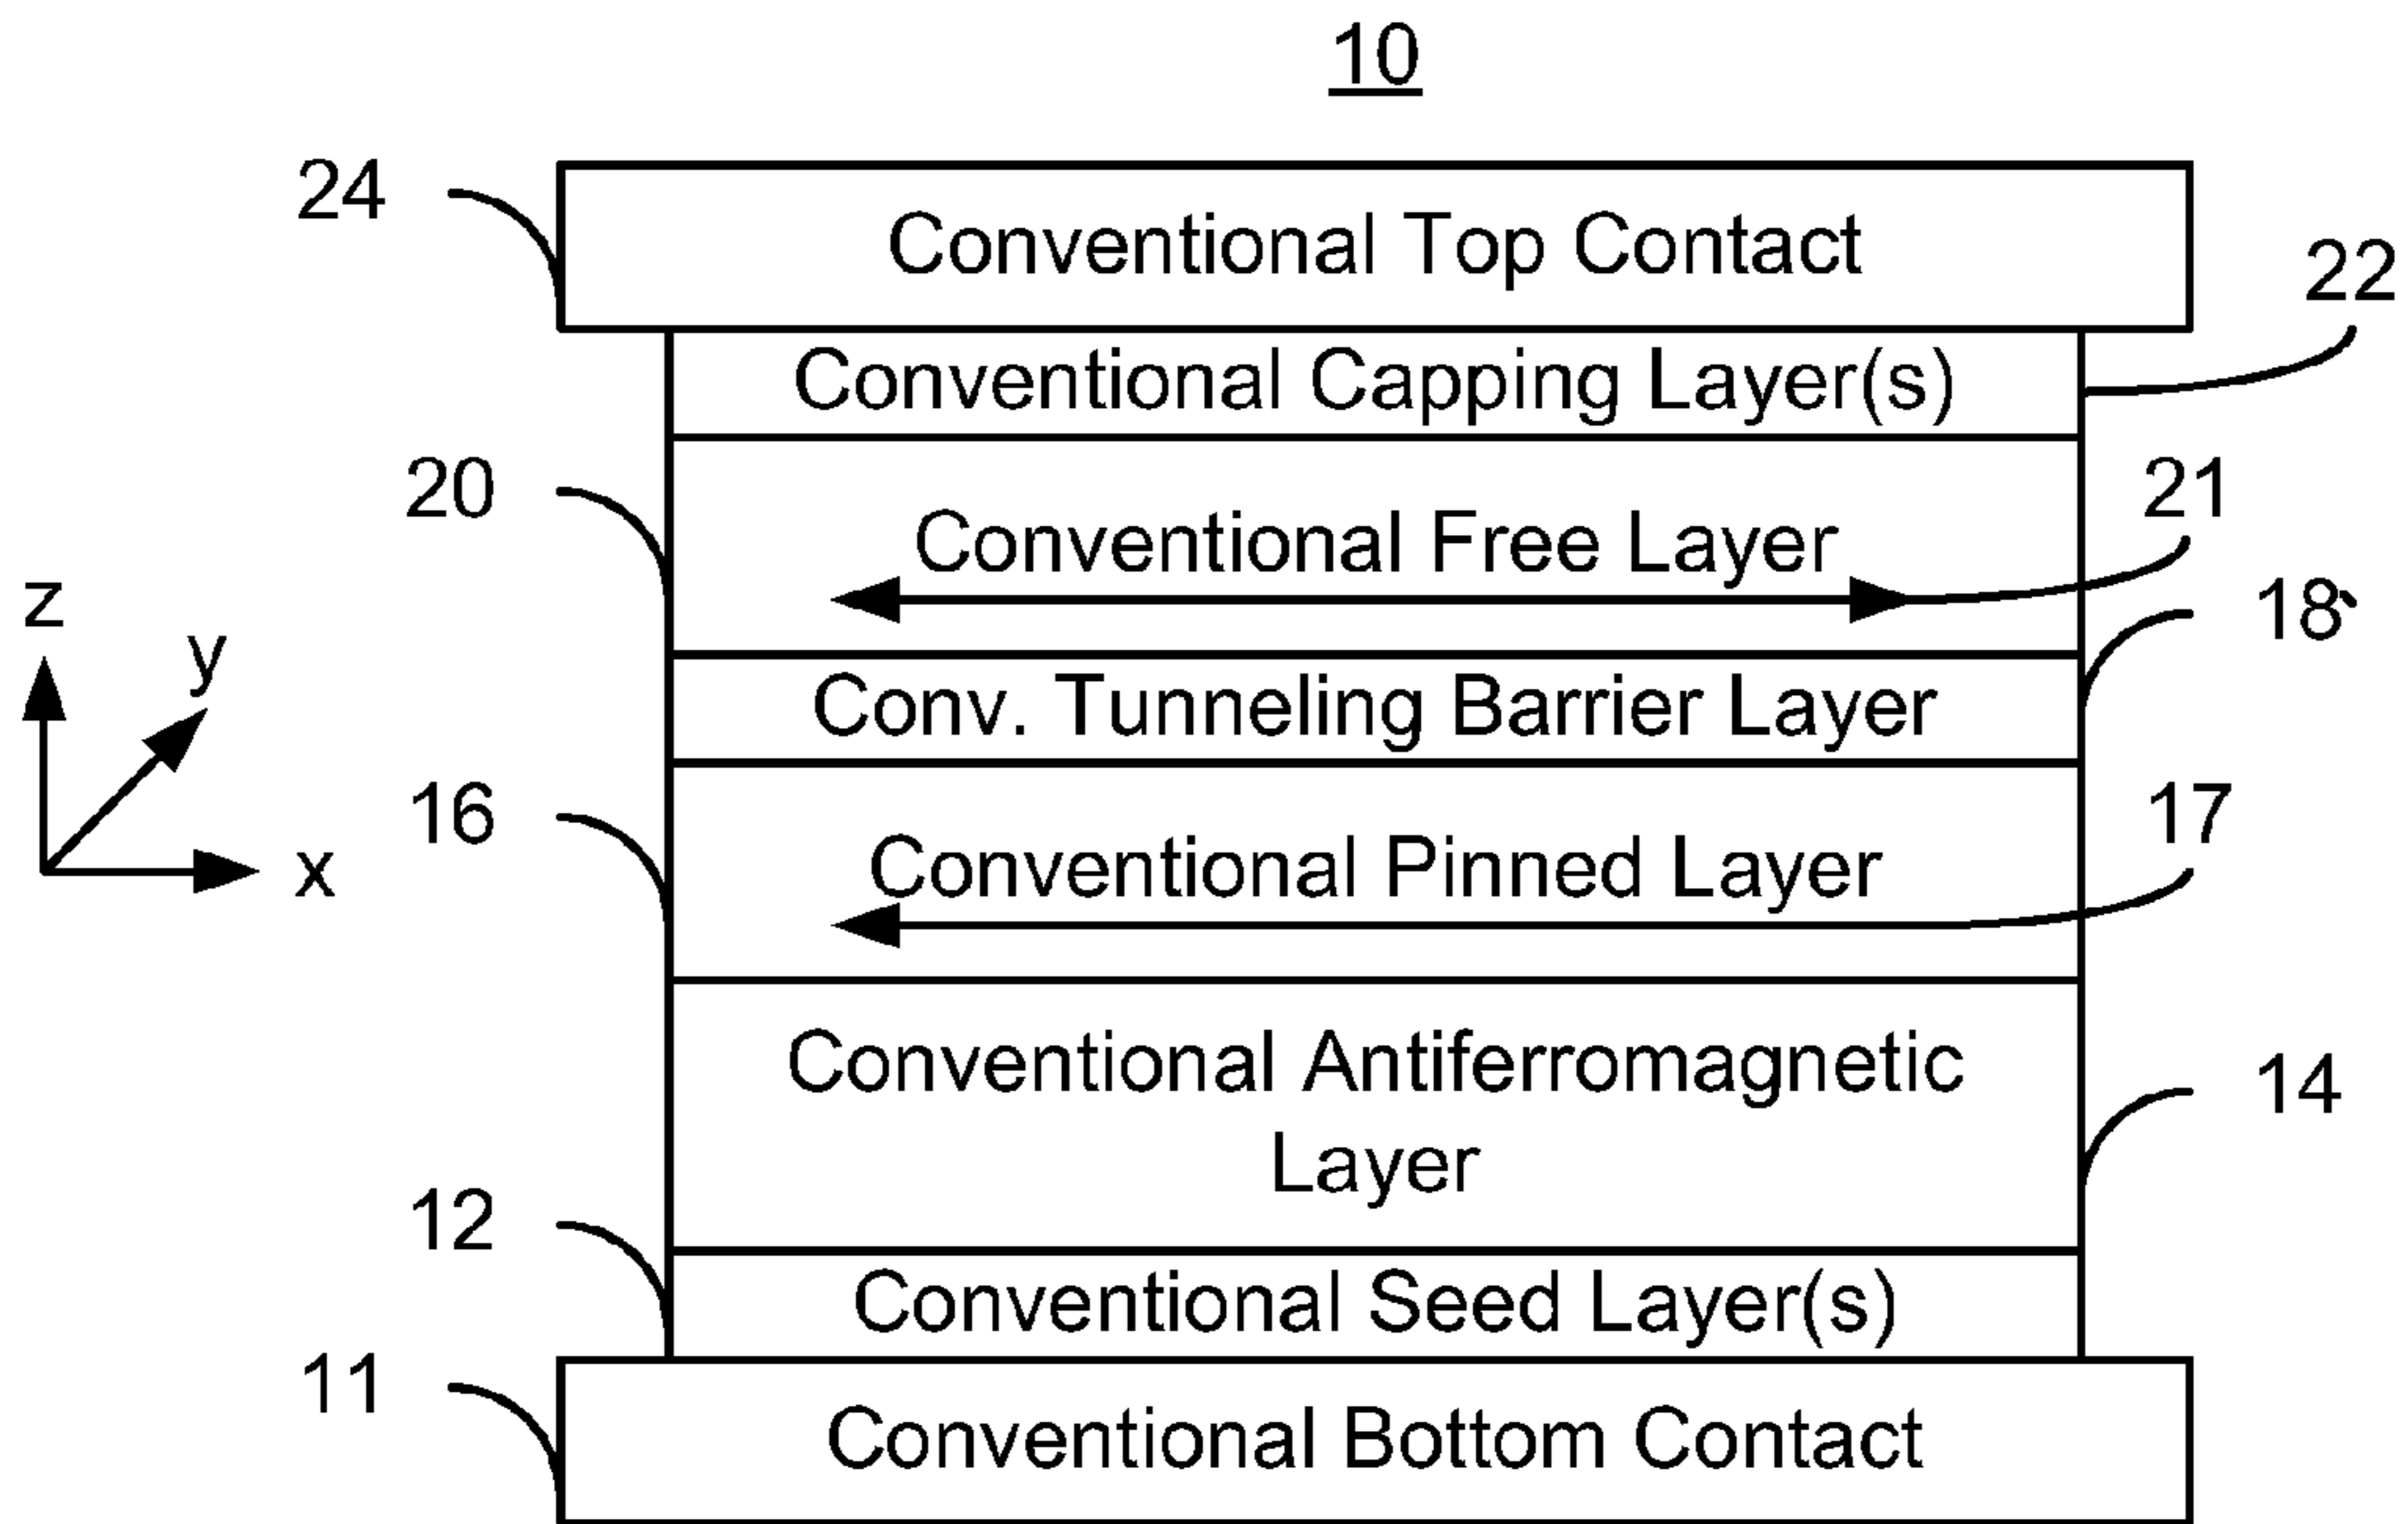 10
24
Conventional Top Contact
22
Conventional Capping Layer(s)
20
21
Conventional Free Layer
z
y
x
18`
Conv. Tunneling Barrier Layer
16
17
Conventional Pinned Layer
Conventional Antiferromagnetic
Layer
14
12
Conventional Seed Layer(s)
11
Conventional Bottom Contact